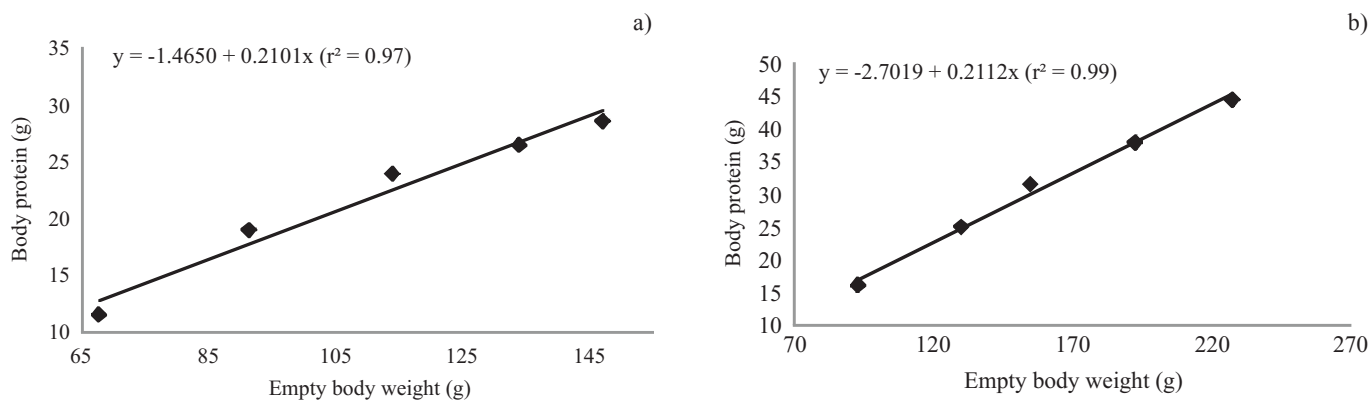 a)
y = -1.4650 + 0.2101x (r² = 0.97)
35
30
25
20
15
10
65 85 105 125 145
Body protein (g)
Empty body weight (g)
b)
y = -2.7019 + 0.2112x (r² = 0.99)
50
45
40
35
30
25
20
15
10
70 120 170 220 270
Body protein (g)
Empty body weight (g)